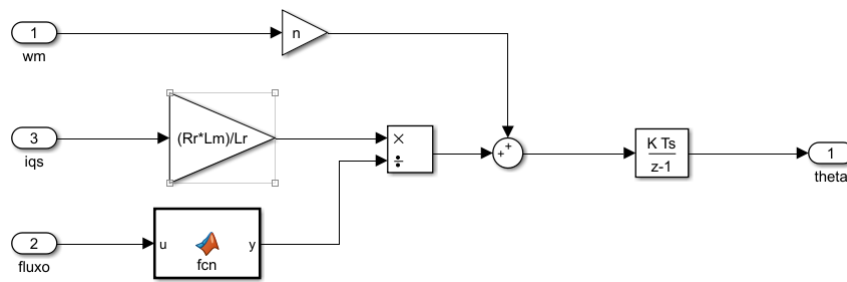 1
wm
n
3
iqs
(Rr*Lm)/Lr
×
÷
+
+
K Ts
z-1
1
theta
2
fluxo
u
y
fcn